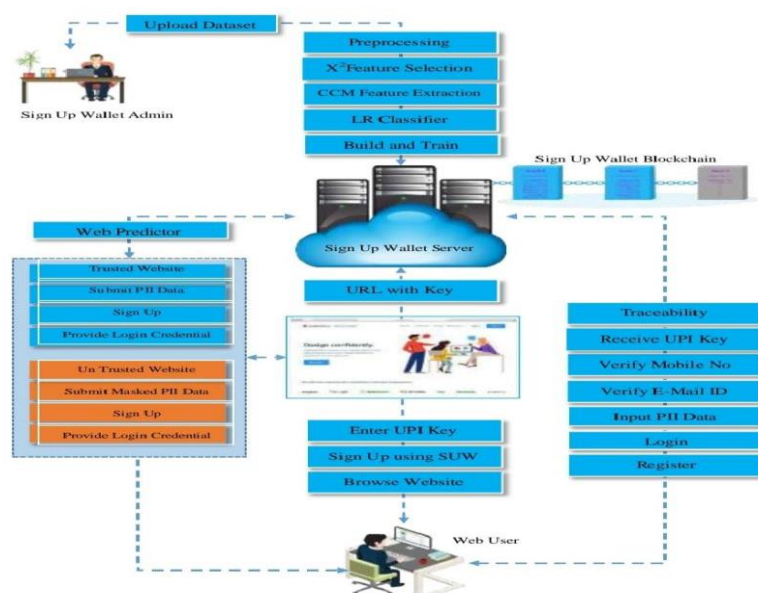 Upload Dataset
Preprocessing
X²Feature Selection
CCM Feature Extraction
LR Classifier
Build and Train
Sign Up Wallet Admin
Sign Up Wallet Blockchain
Sign Up Wallet Server
Web Predictor
Trusted Website
Submit PII Data
Sign Up
Provide Login Credential
Un Trusted Website
Submit Masked PII Data
Sign Up
Provide Login Credential
URL with Key
Design confidently.
Enter UPI Key
Sign Up using SUW
Browse Website
Traceability
Receive UPI Key
Verify Mobile No
Verify E-Mail ID
Input PII Data
Login
Register
Web User